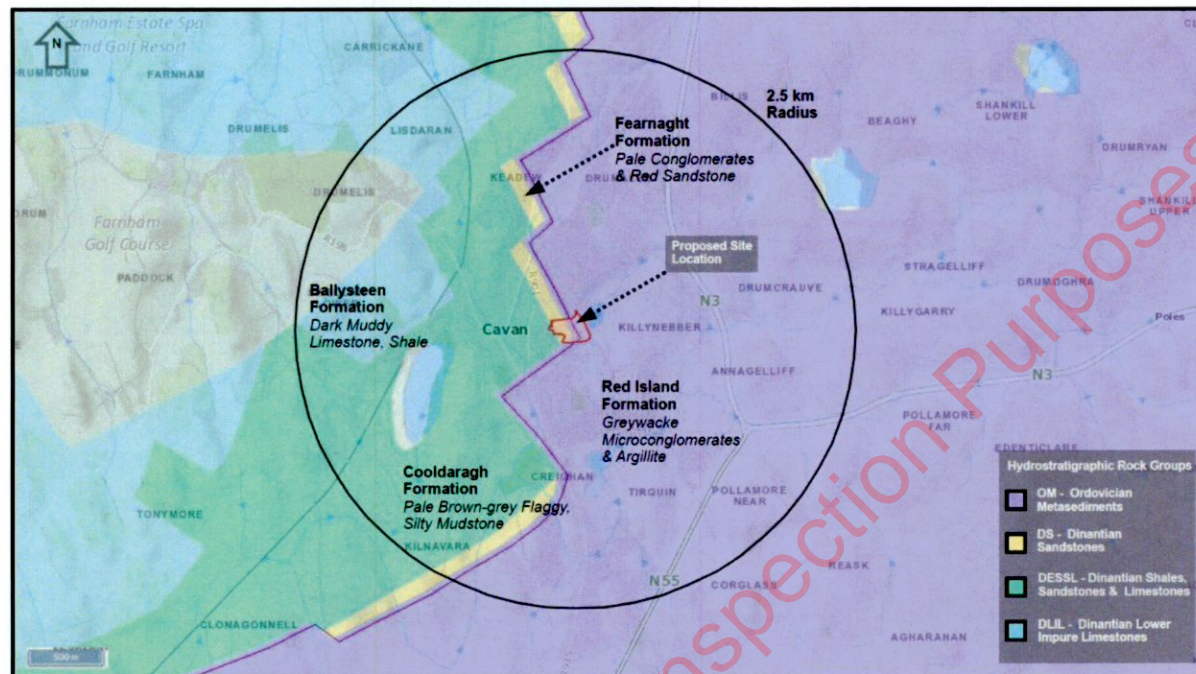 Farnham Estate Spa
and Golf Resort
N
DRUMMONUM
FARNHAM
CARRICKANE
DRUMELIS
LISDARAN
BILLIS
2.5 km
Radius
BEAGHY
SHANKILL
LOWER
DRUMRYAN
Fearnaght
Formation
Pale Conglomerates
& Red Sandstone
KEADEW
DRUMELIS
SHANKILL
UPPER
Farnham
Golf Course
R198
PADDOCK
Proposed Site
Location
STRAGELLIFF
DRUMCRAUVE
N3
KILLYGARRY
Poles
Ballysteen
Formation
Dark Muddy
Limestone, Shale
Cavan
KILLYNEBBER
ANNAGELLIFF
N3
Red Island
Formation
Greywacke
Microconglomerates
& Argillite
POLLAMORE
FAR
Cooldaragh
Formation
Pale Brown-grey Flaggy,
Silty Mudstone
CREIGHAN
TIRQUIN
POLLAMORE
NEAR
TONYMORE
KILNAVARA
N55
CORGLASS
REASK
CLONAGONNELL
AGHARAHAN
500 m
Hydrostratigraphic Rock Groups
OM - Ordovician
Metasediments
DS - Dinantian
Sandstones
DESSL - Dinantian Shales,
Sandstones & Limestones
DLIL - Dinantian Lower
Impure Limestones
Inspection Purposes